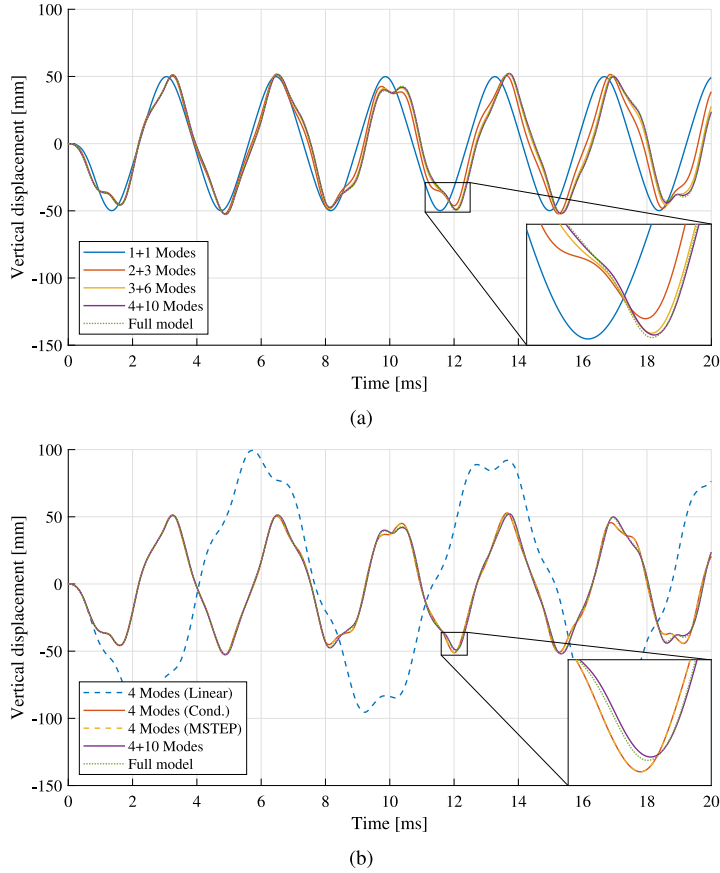 100
50
0
-50
-100
-150
Vertical displacement [mm]
1+1 Modes
2+3 Modes
3+6 Modes
4+10 Modes
Full model
0 2 4 6 8 10 12 14 16 18 20
Time [ms]
(a)
100
50
0
-50
-100
-150
Vertical displacement [mm]
4 Modes (Linear)
4 Modes (Cond.)
4 Modes (MSTEP)
4+10 Modes
Full model
0 2 4 6 8 10 12 14 16 18 20
Time [ms]
(b)